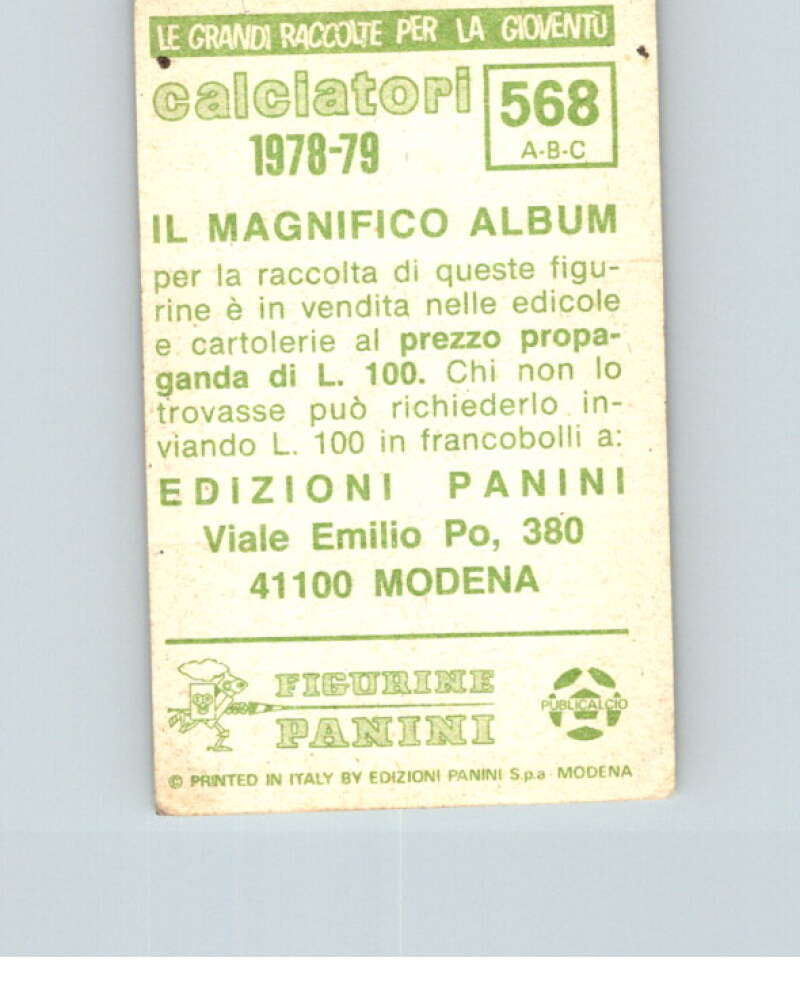 LE GRANDI RACCOLTE PER LA GIOVENTÙ
calciatori
1978-79
568
A-B-C
IL MAGNIFICO ALBUM
per la raccolta di queste figu-
rine è in vendita nelle edicole
e cartolerie al prezzo propa-
ganda di L. 100. Chi non lo
trovasse può richiederlo in-
viando L. 100 in francobolli a:
EDIZIONI PANINI
Viale Emilio Po, 380
41100 MODENA
FIGURINE
PANINI
PUBLICALCIO
© PRINTED IN ITALY BY EDIZIONI PANINI S.p.a - MODENA